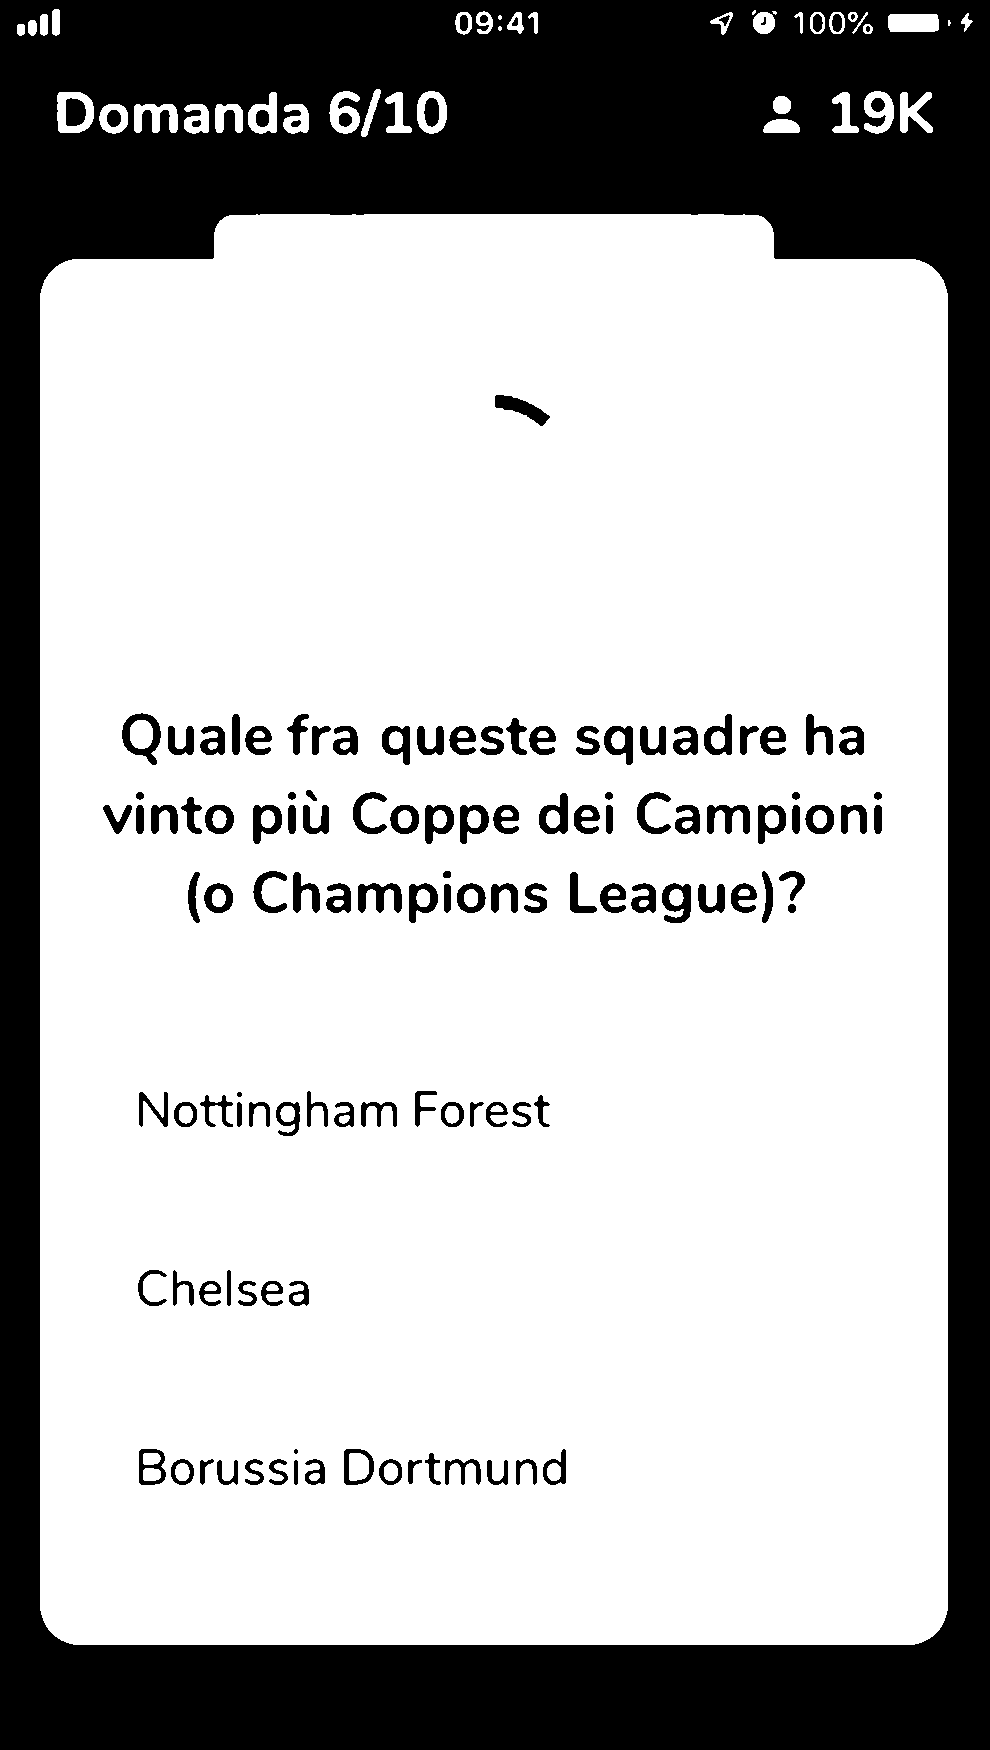 09:41 100%
Domanda 6/10 19K
Quale fra queste squadre ha
vinto più Coppe dei Campioni
(o Champions League)?
Nottingham Forest
Chelsea
Borussia Dortmund